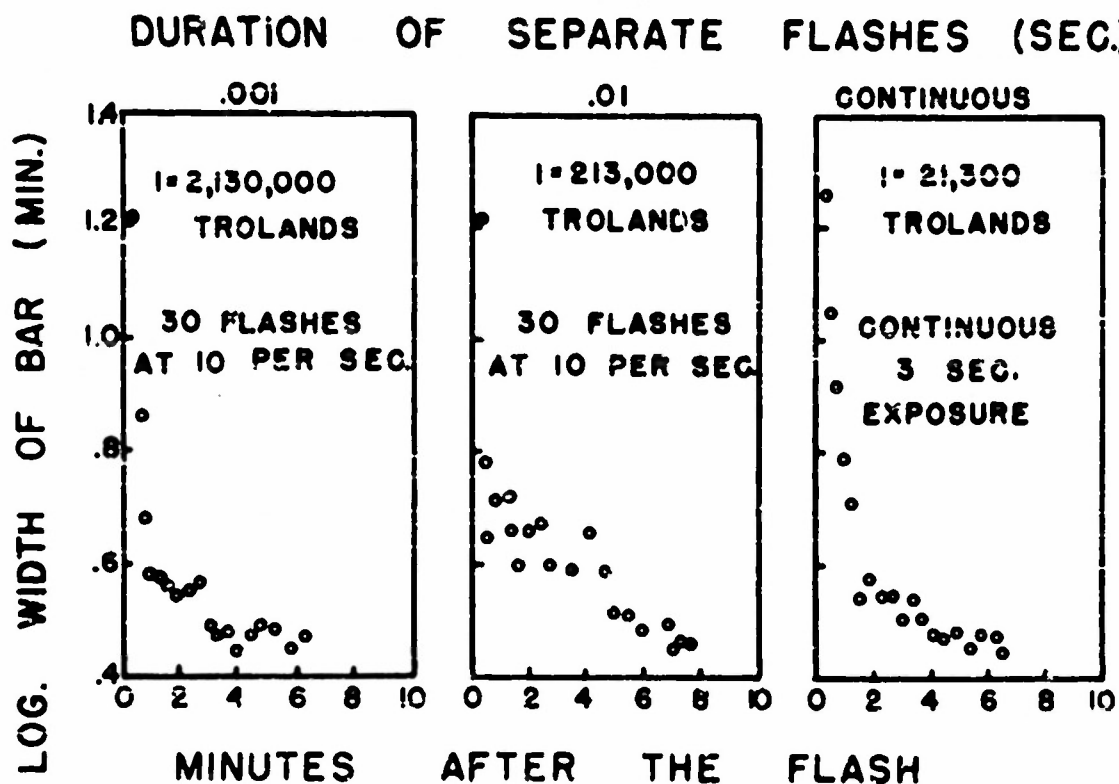 DURATION OF SEPARATE FLASHES (SEC.)
.001 .01 CONTINUOUS
LOG. WIDTH OF BAR (MIN.)
1.4
1.2
1.0
.8
.6
.4
I=2,130,000
TROLANDS
30 FLASHES
AT 10 PER SEC.
I=213,000
TROLANDS
30 FLASHES
AT 10 PER SEC
I= 21,300
TROLANDS
CONTINUOUS
3 SEC.
EXPOSURE
0 2 4 6 8 10 0 2 4 6 8 10 0 2 4 6 8 10
MINUTES AFTER THE FLASH